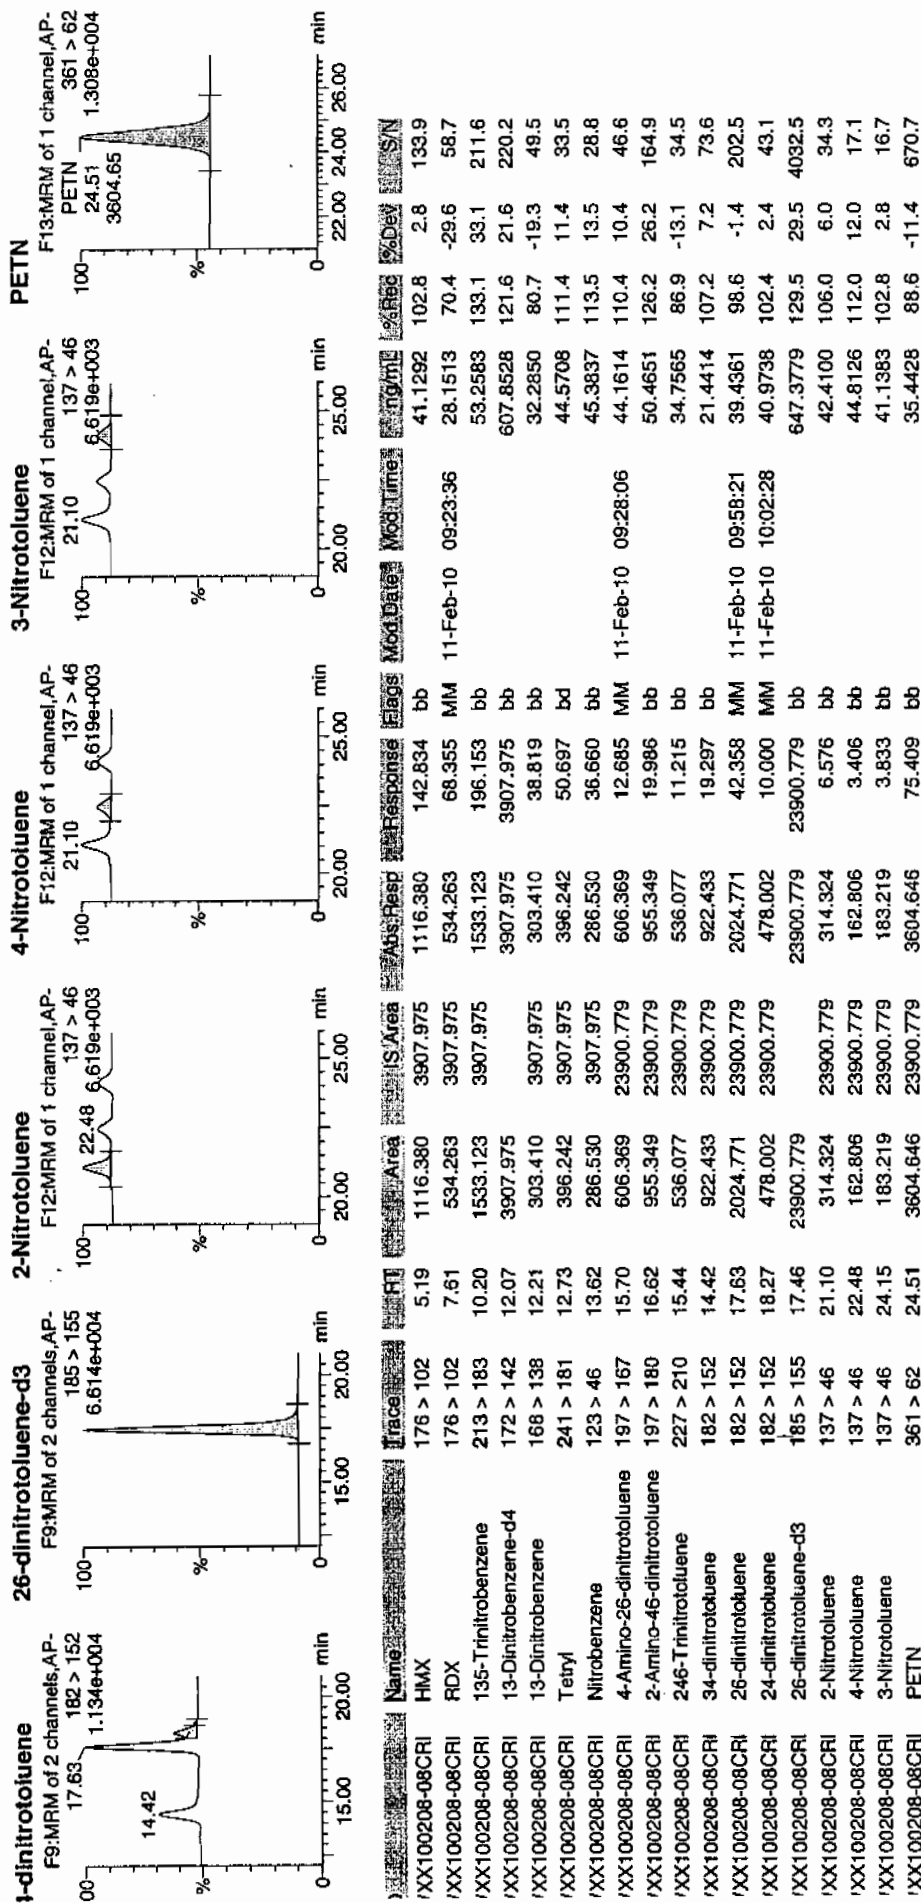 l-dinitrotoluene
F9:MRM of 2 channels,AP-
182 > 152
1.134e+004
17.63
14.42
00
15.00
20.00
min
26-dinitrotoluene-d3
F9:MRM of 2 channels,AP-
185 > 155
6.614e+004
100
%
0
15.00
20.00
min
2-Nitrotoluene
F12:MRM of 1 channel,AP-
137 > 46
6.619e+003
22.48
100
%
0
20.00
25.00
min
4-Nitrotoluene
F12:MRM of 1 channel,AP-
137 > 46
6.619e+003
21.10
100
%
0
20.00
25.00
min
3-Nitrotoluene
F12:MRM of 1 channel,AP-
137 > 46
6.619e+003
21.10
100
%
0
20.00
25.00
min
PETN
F13:MRM of 1 channel,AP-
361 > 62
1.308e+004
PETN
24.51
3604.65
100
%
0
22.00
24.00
26.00
min
Name Trace RT Area IS Area Abs.Resp Response Flags Mod.Date Mod.Time ng/mL %Rec %Dev S/N
'XX100208-08CRI HMX 176 > 102 5.19 1116.380 3907.975 1116.380 142.834 bb 41.1292 102.8 2.8 133.9
'XX100208-08CRI RDX 176 > 102 7.61 534.263 3907.975 534.263 68.355 MM 11-Feb-10 09:23:36 28.1513 70.4 -29.6 58.7
'XX100208-08CRI 135-Trinitrobenzene 213 > 183 10.20 1533.123 3907.975 1533.123 196.153 bb 53.2583 133.1 33.1 211.6
'XX100208-08CRI 13-Dinitrobenzene-d4 172 > 142 12.07 3907.975 3907.975 3907.975 bb 607.8528 121.6 21.6 220.2
'XX100208-08CRI 13-Dinitrobenzene 168 > 138 12.21 303.410 3907.975 303.410 38.819 bb 32.2850 80.7 -19.3 49.5
'XX100208-08CRI Tetryl 241 > 181 12.73 396.242 3907.975 396.242 50.697 bd 44.5708 111.4 11.4 33.5
'XX100208-08CRI Nitrobenzene 123 > 46 13.62 286.530 3907.975 286.530 36.660 bb 45.3837 113.5 13.5 28.8
'XX100208-08CRI 4-Amino-26-dinitrotoluene 197 > 167 15.70 606.369 23900.779 606.369 12.685 MM 11-Feb-10 09:28:06 44.1614 110.4 10.4 46.6
'XX100208-08CRI 2-Amino-46-dinitrotoluene 197 > 180 16.62 955.349 23900.779 955.349 19.986 bb 50.4651 126.2 26.2 164.9
'XX100208-08CRI 246-Trinitrotoluene 227 > 210 15.44 536.077 23900.779 536.077 11.215 bb 34.7565 86.9 -13.1 34.5
'XX100208-08CRI 34-dinitrotoluene 182 > 152 14.42 922.433 23900.779 922.433 19.297 bb 21.4414 107.2 7.2 73.6
'XX100208-08CRI 26-dinitrotoluene 182 > 152 17.63 2024.771 23900.779 2024.771 42.358 MM 11-Feb-10 09:58:21 39.4361 98.6 -1.4 202.5
'XX100208-08CRI 24-dinitrotoluene 182 > 152 18.27 478.002 23900.779 478.002 10.000 MM 11-Feb-10 10:02:28 40.9738 102.4 2.4 43.1
'XX100208-08CRI 26-dinitrotoluene-d3 185 > 155 17.46 23900.779 23900.779 23900.779 bb 647.3779 129.5 29.5 4032.5
'XX100208-08CRI 2-Nitrotoluene 137 > 46 21.10 314.324 23900.779 314.324 6.576 bb 42.4100 106.0 6.0 34.3
'XX100208-08CRI 4-Nitrotoluene 137 > 46 22.48 162.806 23900.779 162.806 3.406 bb 44.8126 112.0 12.0 17.1
'XX100208-08CRI 3-Nitrotoluene 137 > 46 24.15 183.219 23900.779 183.219 3.833 bb 41.1383 102.8 2.8 16.7
'XX100208-08CRI PETN 361 > 62 24.51 3604.646 23900.779 3604.646 75.409 bb 35.4428 88.6 -11.4 670.7